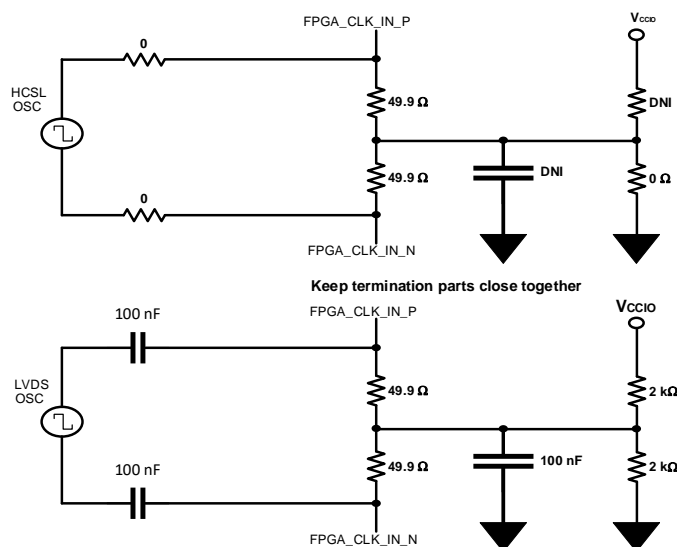 FPGA_CLK_IN_P
VCCIO
0
HCSL
OSC
49.9 Ω
DNI
49.9 Ω
DNI
0 Ω
0
FPGA_CLK_IN_N
Keep termination parts close together
FPGA_CLK_IN_P
VCCIO
100 nF
LVDS
OSC
49.9 Ω
2 kΩ
49.9 Ω
100 nF
2 kΩ
100 nF
FPGA_CLK_IN_N